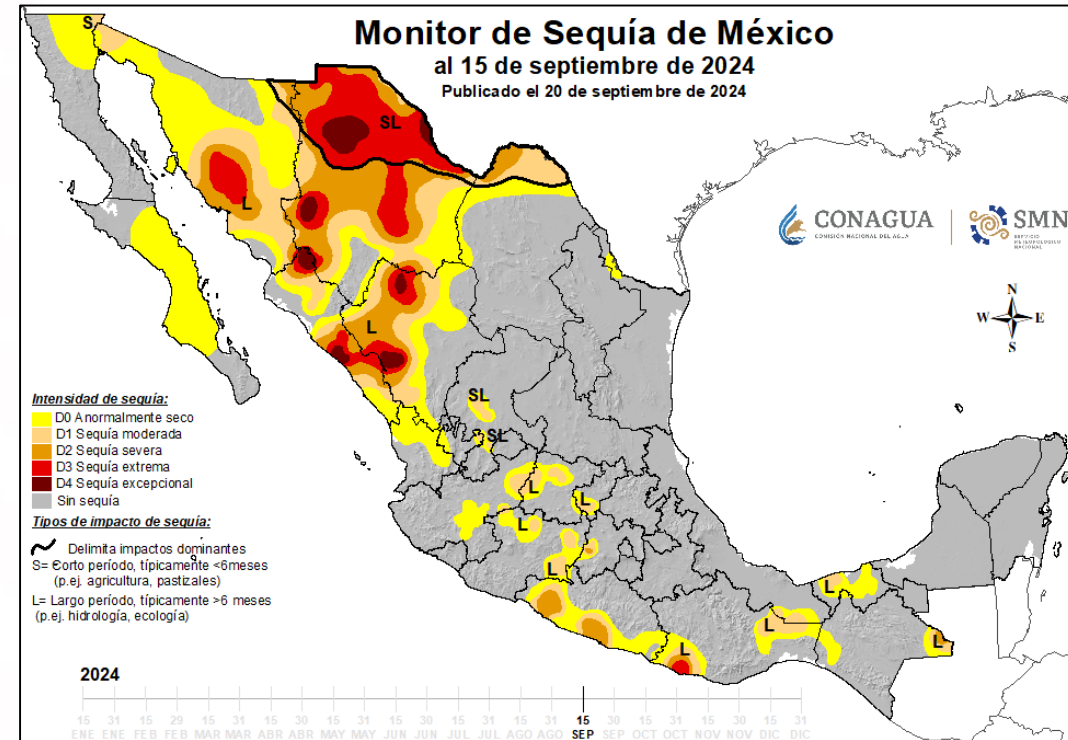 Monitor de Sequía de México
al 15 de septiembre de 2024
Publicado el 20 de septiembre de 2024
S
SL
L
CONAGUA
COMISIÓN NACIONAL DEL AGUA
SMN
SERVICIO
METEOROLÓGICO
NACIONAL
N
W E
S
L
SL
SL
L
L
L
L
L
L
L
L
Intensidad de sequía:
D0 Anormalmente seco
D1 Sequía moderada
D2 Sequía severa
D3 Sequía extrema
D4 Sequía excepcional
Sin sequía
Tipos de impacto de sequía:
Delimita impactos dominantes
S= Corto período, típicamente <6meses
(p.ej. agricultura, pastizales)
L= Largo período, típicamente >6 meses
(p.ej. hidrología, ecología)
2024
15 31 15 29 15 31 15 30 15 31 15 30 15 31 15 31 15 30 15 31 15 30 15 31
ENE ENE FEB FEB MAR MAR ABR ABR MAY MAY JUN JUN JUL JUL AGO AGO SEP SEP OCT OCT NOV NOV DIC DIC